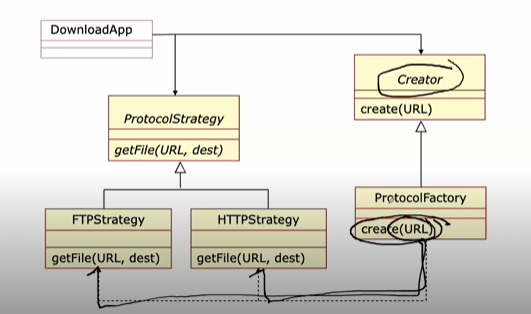 DownloadApp
Creator
create(URL)
ProtocolStrategy
getFile(URL, dest)
ProtocolFactory
create(URL)
FTPStrategy
getFile(URL, dest)
HTTPStrategy
getFile(URL, dest)